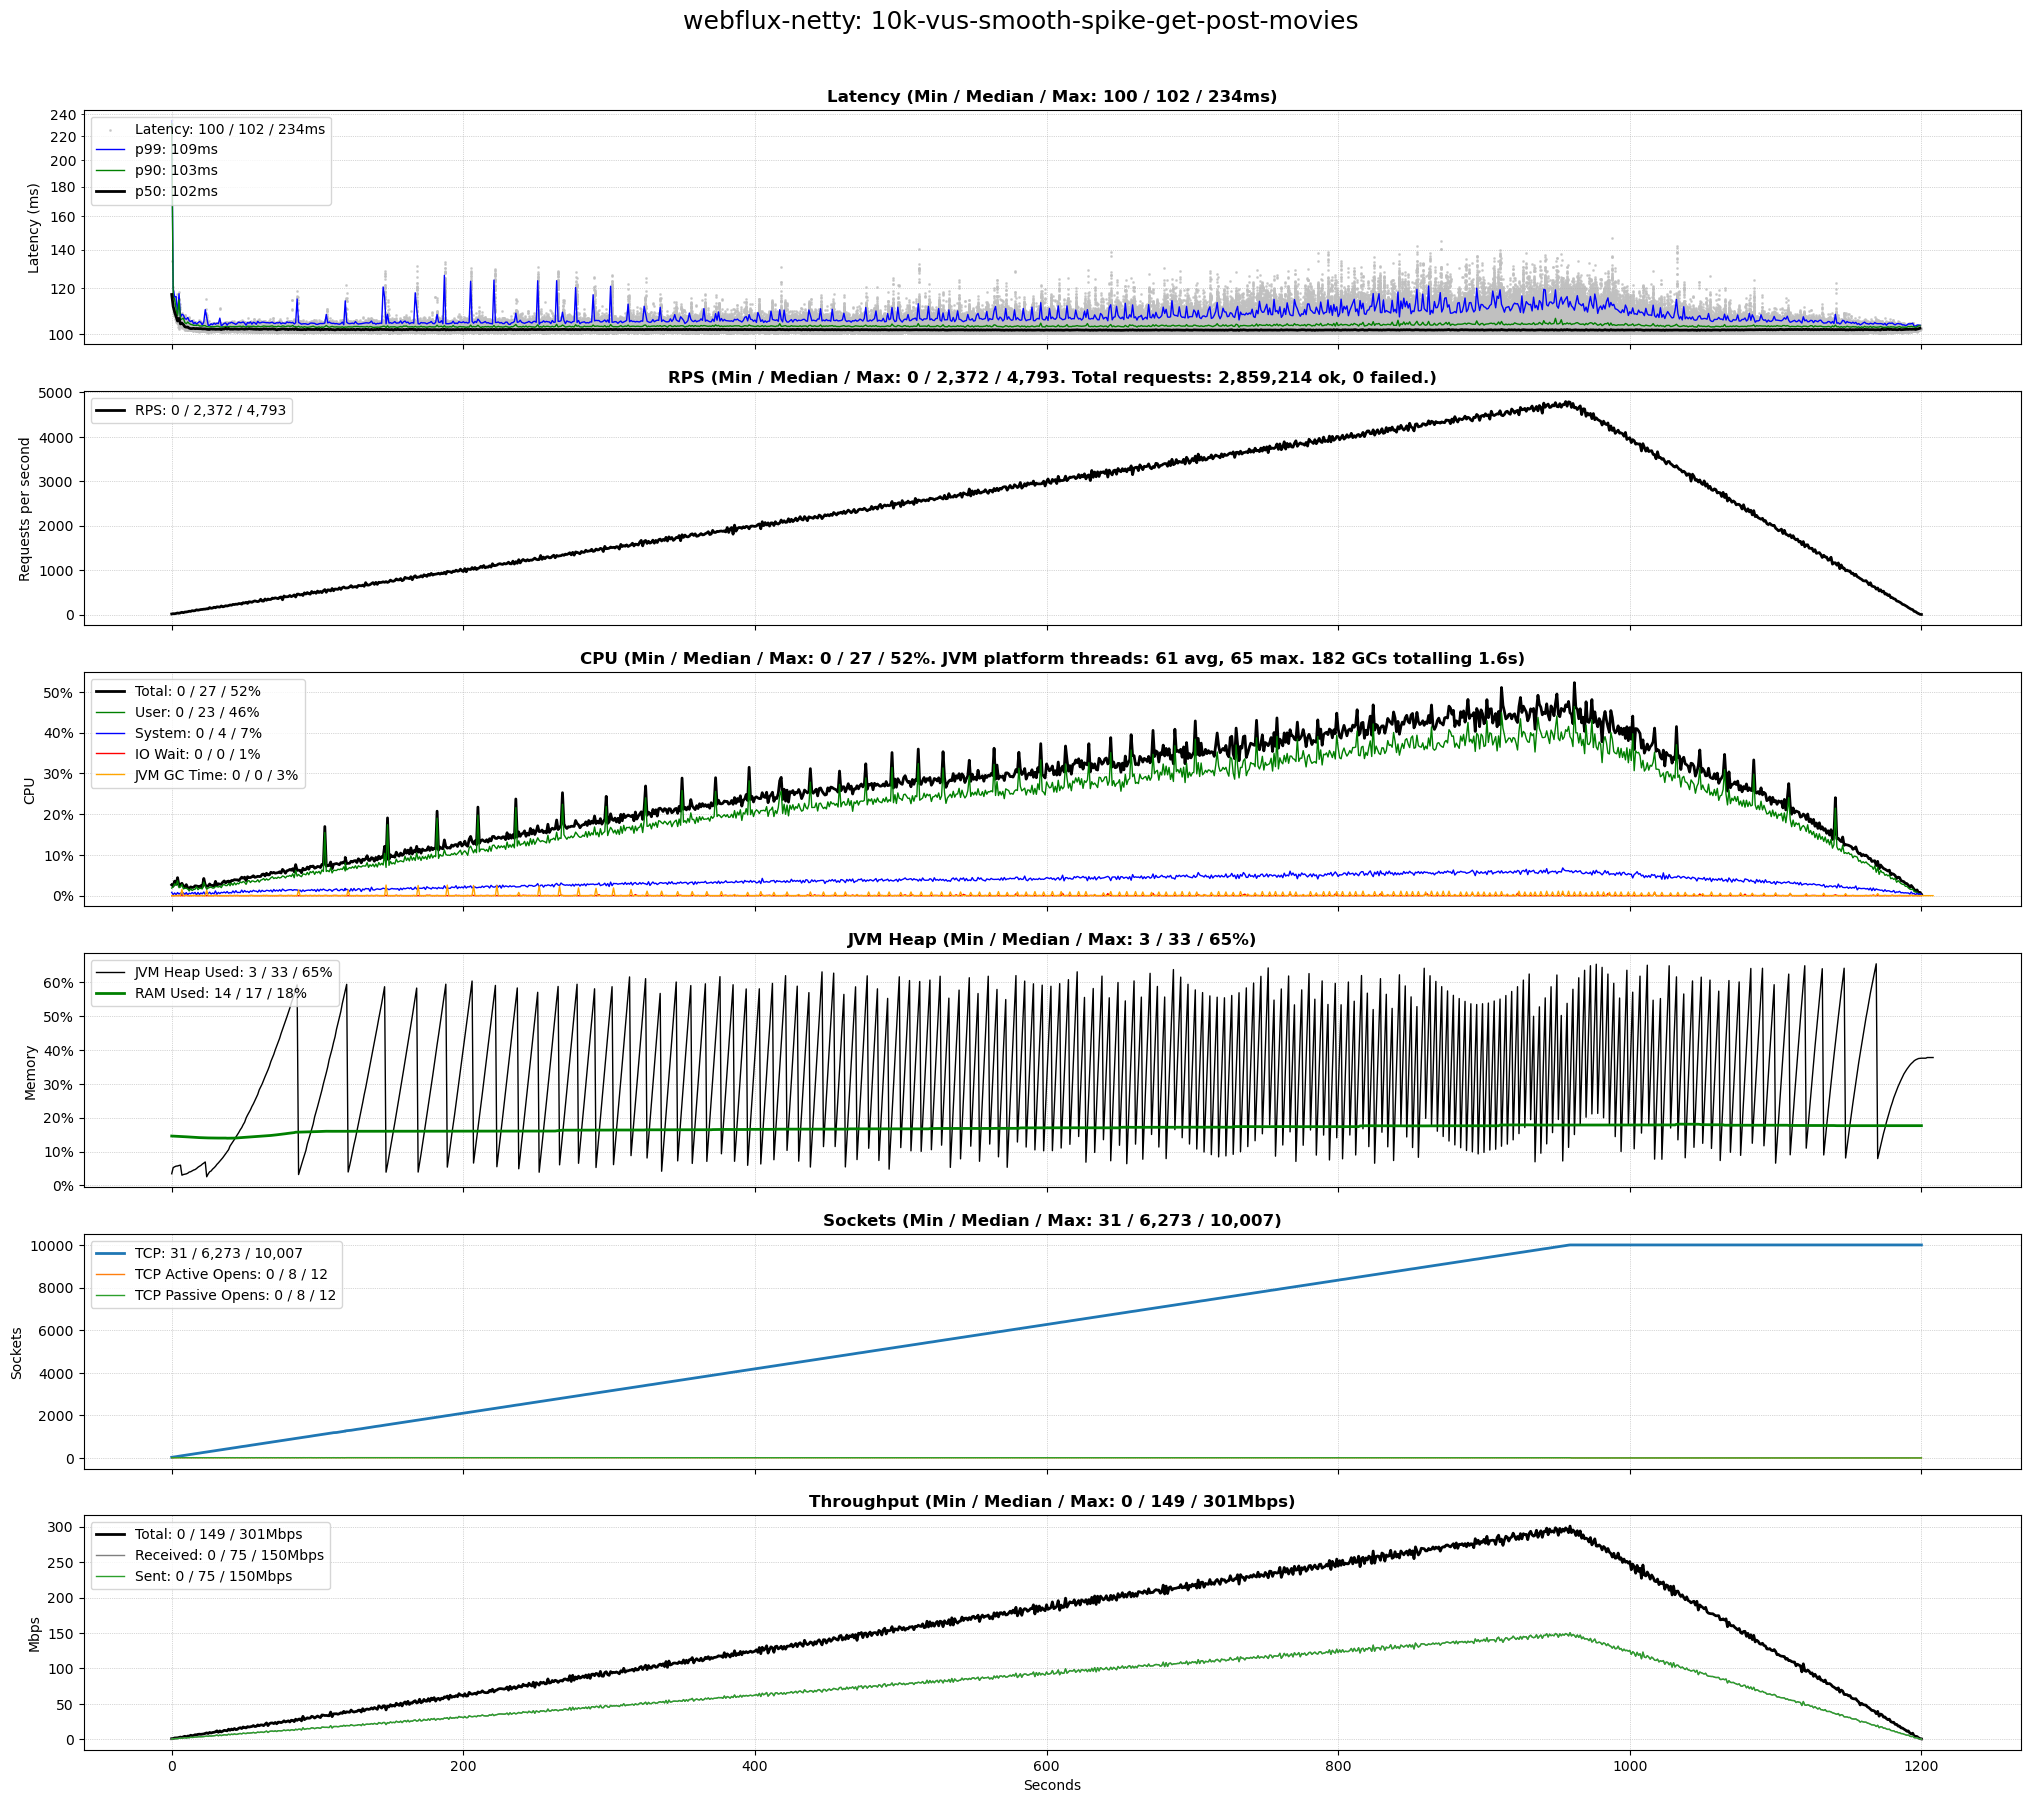 webflux-netty: 10k-vus-smooth-spike-get-post-movies
Latency (Min / Median / Max: 100 / 102 / 234ms)
Latency (ms)
240
220
200
180
160
140
120
100
Latency: 100 / 102 / 234ms
p99: 109ms
p90: 103ms
p50: 102ms
RPS (Min / Median / Max: 0 / 2,372 / 4,793. Total requests: 2,859,214 ok, 0 failed.)
Requests per second
5000
4000
3000
2000
1000
0
RPS: 0 / 2,372 / 4,793
CPU (Min / Median / Max: 0 / 27 / 52%. JVM platform threads: 61 avg, 65 max. 182 GCs totalling 1.6s)
CPU
50%
40%
30%
20%
10%
0%
Total: 0 / 27 / 52%
User: 0 / 23 / 46%
System: 0 / 4 / 7%
IO Wait: 0 / 0 / 1%
JVM GC Time: 0 / 0 / 3%
JVM Heap (Min / Median / Max: 3 / 33 / 65%)
Memory
60%
50%
40%
30%
20%
10%
0%
JVM Heap Used: 3 / 33 / 65%
RAM Used: 14 / 17 / 18%
Sockets (Min / Median / Max: 31 / 6,273 / 10,007)
Sockets
10000
8000
6000
4000
2000
0
TCP: 31 / 6,273 / 10,007
TCP Active Opens: 0 / 8 / 12
TCP Passive Opens: 0 / 8 / 12
Throughput (Min / Median / Max: 0 / 149 / 301Mbps)
Mbps
300
250
200
150
100
50
0
Total: 0 / 149 / 301Mbps
Received: 0 / 75 / 150Mbps
Sent: 0 / 75 / 150Mbps
0 200 400 600 800 1000 1200
Seconds